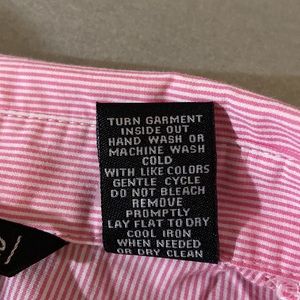 TURN GARMENT
INSIDE OUT
HAND WASH OR
MACHINE WASH
COLD
WITH LIKE COLORS
GENTLE CYCLE
DO NOT BLEACH
REMOVE
PROMPTLY
LAY FLAT TO DRY
COOL IRON
WHEN NEEDED
OR DRY CLEAN